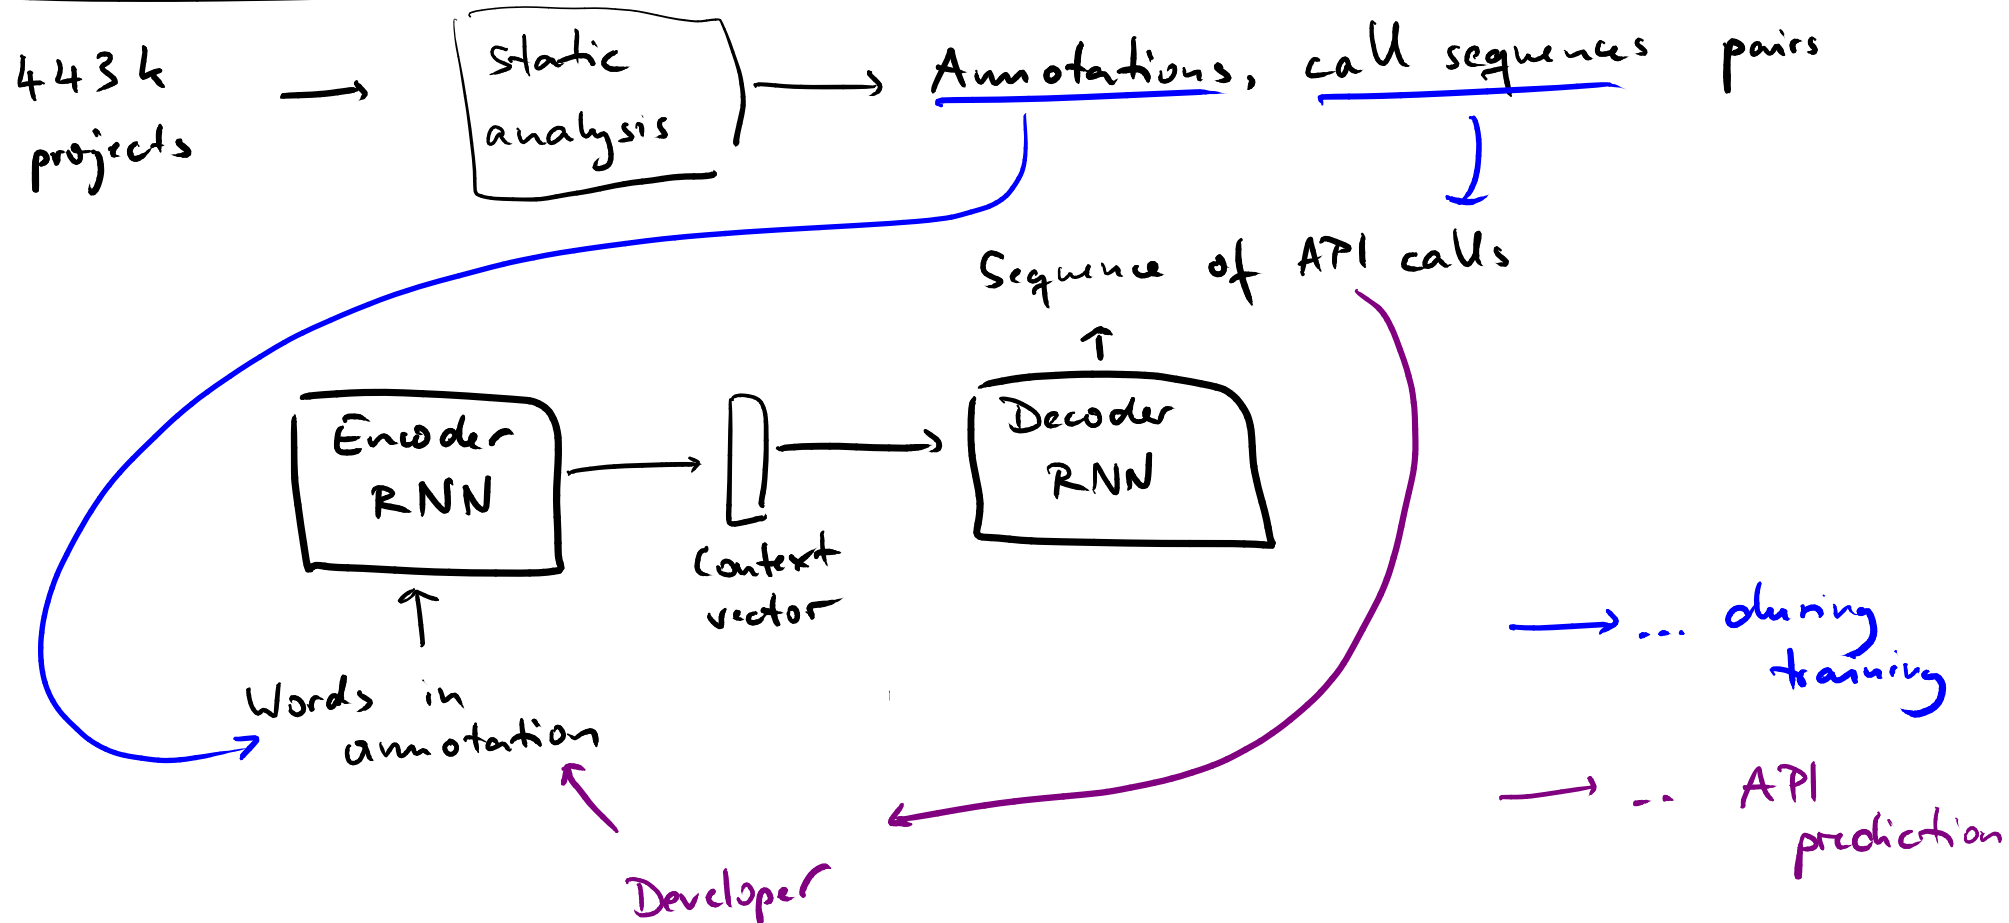 443k
projects
static
analysis
Annotations, call sequences pairs
Sequence of API calls
Encoder
RNN
Context
vector
Decoder
RNN
Words in
annotation
Developer
... during
training
.. API
prediction